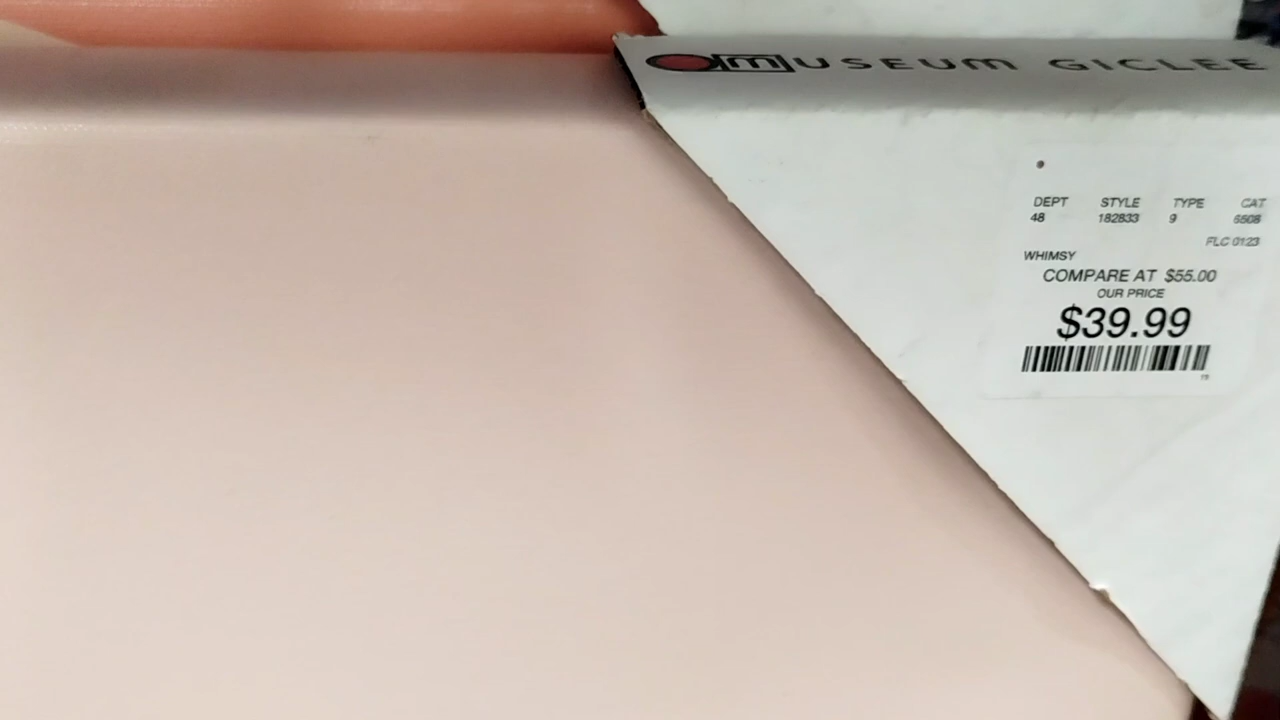 MUSEUM GICLEE
DEPT STYLE TYPE CAT
48 182833 9 6508
FLC 0123
WHIMSY
COMPARE AT $55.00
OUR PRICE
$39.99